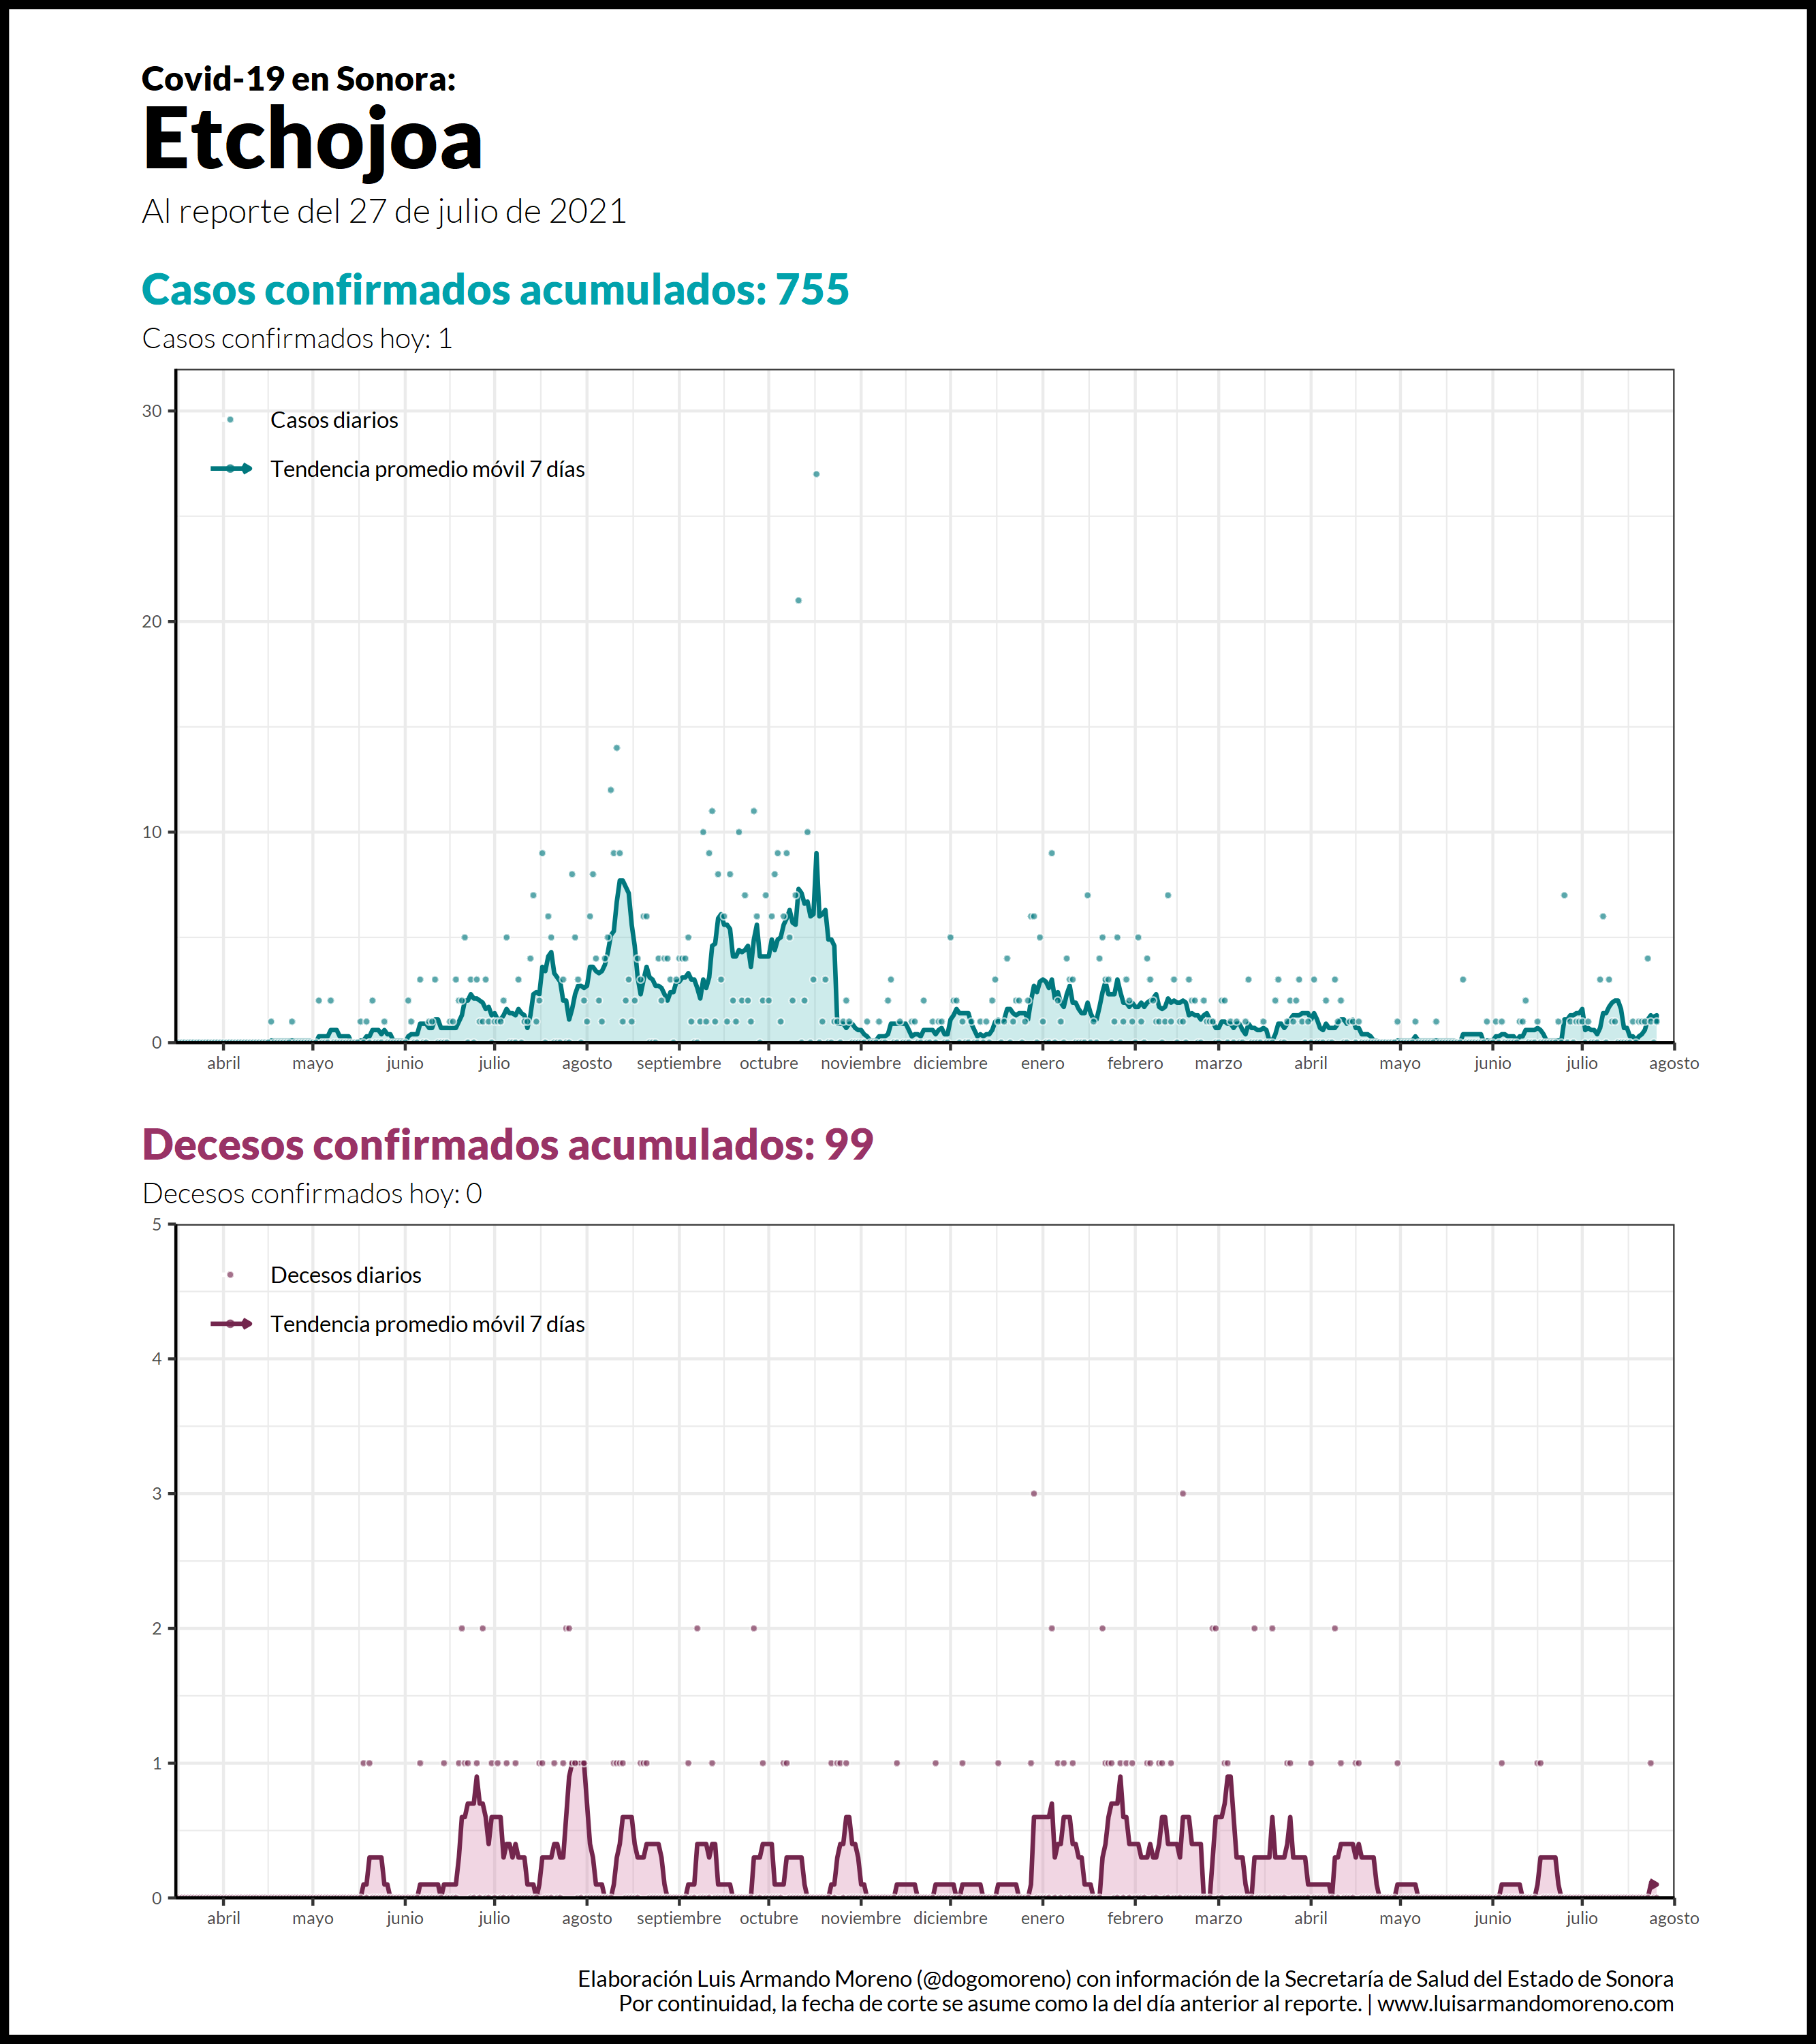 Covid-19 en Sonora:
Etchojoa
Al reporte del 27 de julio de 2021
Casos confirmados acumulados: 755
Casos confirmados hoy: 1
30
Casos diarios
Tendencia promedio móvil 7 días
20
10
0
abril mayo junio julio agosto septiembre octubre noviembre diciembre enero febrero marzo abril mayo junio julio agosto
Decesos confirmados acumulados: 99
Decesos confirmados hoy: 0
5
Decesos diarios
Tendencia promedio móvil 7 días
4
3
2
1
0
abril mayo junio julio agosto septiembre octubre noviembre diciembre enero febrero marzo abril mayo junio julio agosto
Elaboración Luis Armando Moreno (@dogomoreno) con información de la Secretaría de Salud del Estado de Sonora
Por continuidad, la fecha de corte se asume como la del día anterior al reporte. | www.luisarmandomoreno.com